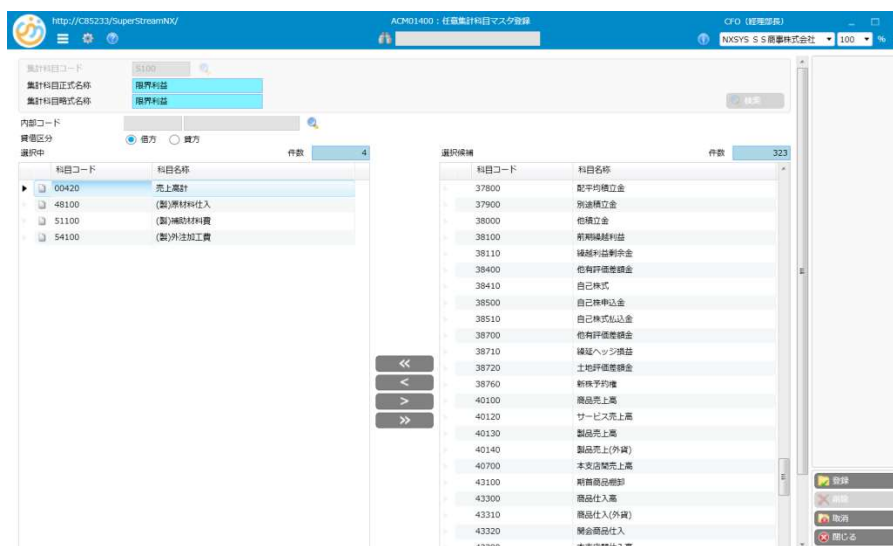 http://C85233/SuperStreamNX/
ACM01400：任意集計科目マスタ登録
CFO（経理部長）
NXSYS ＳＳ商事株式会社 100 %
集計科目コード S100
集計科目正式名称 限界利益
集計科目略式名称 限界利益
検索
内部コード
貸借区分 借方 貸方
選択中 件数 4
科目コード 科目名称
00420 売上高計
48100 (製)原材料仕入
51100 (製)補助材料費
54100 (製)外注加工費
<< < > >>
選択候補 件数 323
科目コード 科目名称
37800 配平均積立金
37900 別途積立金
38000 他積立金
38100 前期繰越利益
38110 繰越利益剰余金
38400 他有評価差額金
38410 自己株式
38500 自己株申込金
38510 自己株式払込金
38700 他有評価差額金
38710 繰延ヘッジ損益
38720 土地評価差額金
38760 新株予約権
40100 商品売上高
40120 サービス売上高
40130 製品売上高
40140 製品売上(外貨)
40700 本支店間売上高
43100 期首商品棚卸
43300 商品仕入高
43310 商品仕入(外貨)
43320 関会商品仕入
登録
削除
取消
閉じる